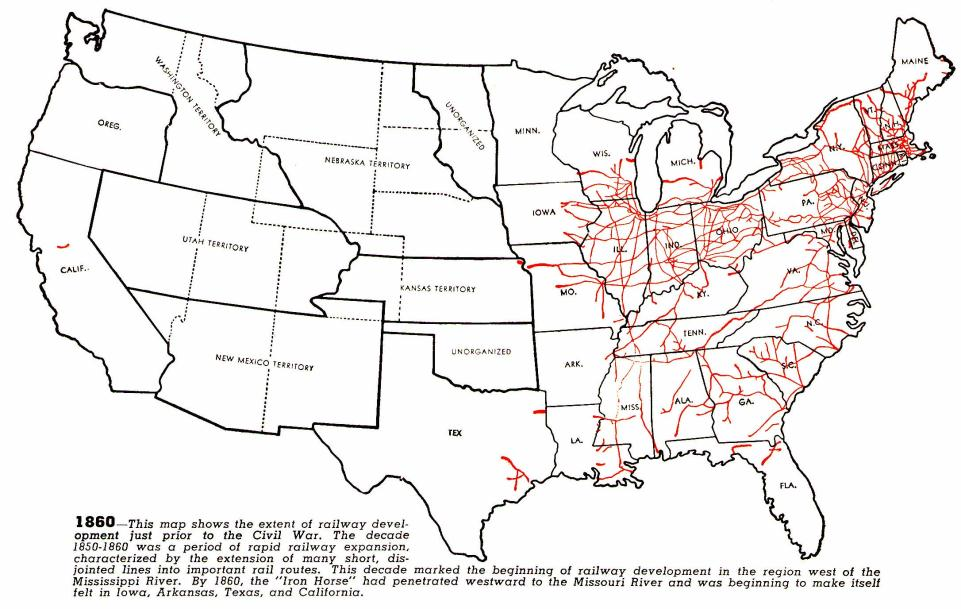 MAINE
WASHINGTON TERRITORY
VT.
N.H.
OREG.
UNORGANIZED
MINN.
N.Y.
MASS.
CONN.
WIS.
MICH.
NEBRASKA TERRITORY
PA.
IOWA
OHIO
MD.
UTAH TERRITORY
ILL.
IND.
CALIF.
VA.
KANSAS TERRITORY
MO.
KY.
N.C.
TENN.
UNORGANIZED
NEW MEXICO TERRITORY
ARK.
S.C.
MISS.
ALA.
GA.
TEX
LA.
FLA.
1860—This map shows the extent of railway devel-
opment just prior to the Civil War. The decade
1850-1860 was a period of rapid railway expansion,
characterized by the extension of many short, dis-
jointed lines into important rail routes. This decade marked the beginning of railway development in the region west of the
Mississippi River. By 1860, the "Iron Horse" had penetrated westward to the Missouri River and was beginning to make itself
felt in Iowa, Arkansas, Texas, and California.